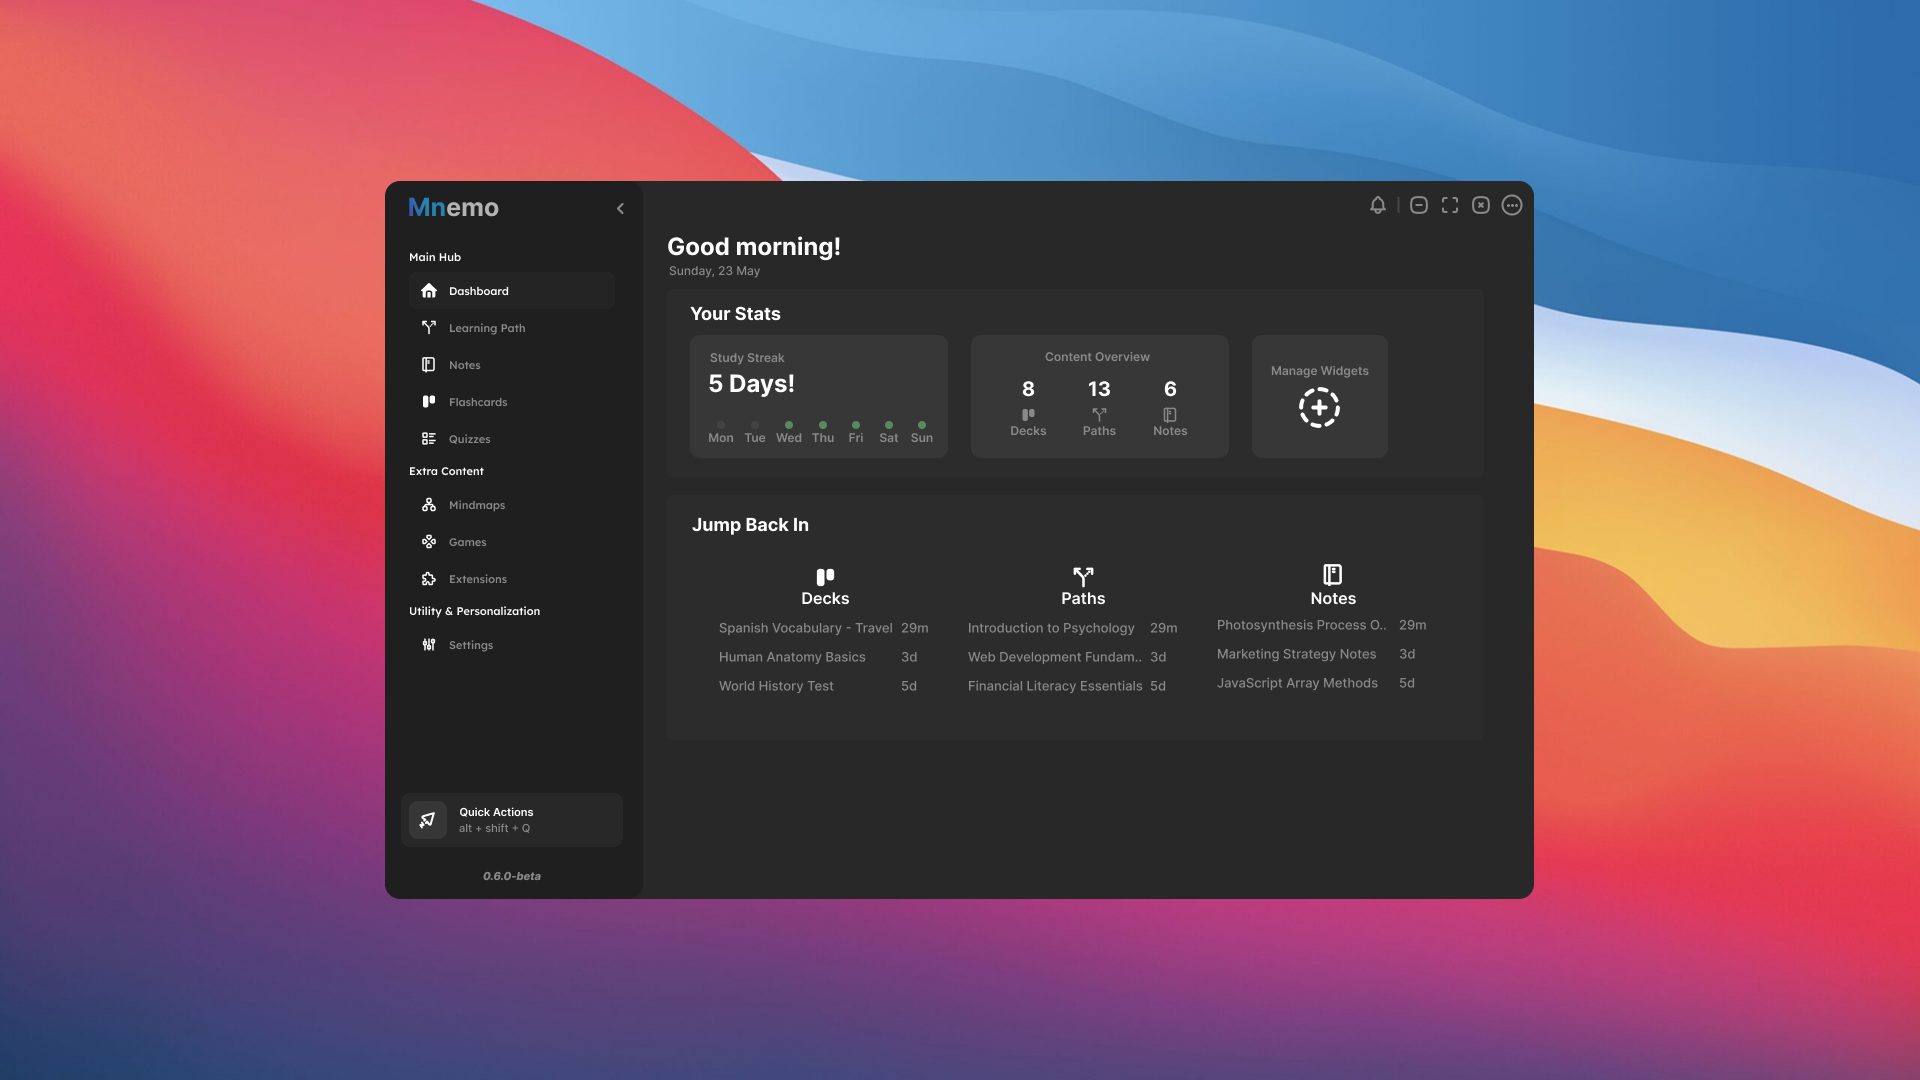 Mnemo
Main Hub
Dashboard
Learning Path
Notes
Flashcards
Quizzes
Extra Content
Mindmaps
Games
Extensions
Utility & Personalization
Settings
Quick Actions
alt + shift + Q
0.6.0-beta
Good morning!
Sunday, 23 May
Your Stats
Study Streak
5 Days!
Mon Tue Wed Thu Fri Sat Sun
Content Overview
8 13 6
Decks Paths Notes
Manage Widgets
Jump Back In
Decks
Spanish Vocabulary - Travel 29m
Human Anatomy Basics 3d
World History Test 5d
Paths
Introduction to Psychology 29m
Web Development Fundam.. 3d
Financial Literacy Essentials 5d
Notes
Photosynthesis Process O.. 29m
Marketing Strategy Notes 3d
JavaScript Array Methods 5d